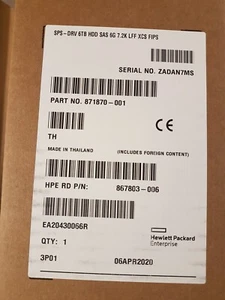 SPS-DRV 6TB HDD SAS 6G 7.2K LFF XCS FIPS
SERIAL NO. ZADAN7MS
PART NO. 871870-001
TH
MADE IN THAILAND (INCLUDES FOREIGN CONTENT)
HPE RD P/N: 867803-006
EA20430066R
QTY: 1
Hewlett Packard
Enterprise
3P01 06APR2020